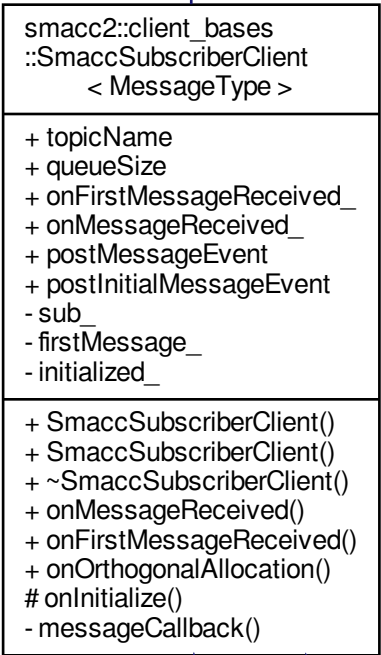 smacc2::client_bases
::SmaccSubscriberClient
< MessageType >
+ topicName
+ queueSize
+ onFirstMessageReceived_
+ onMessageReceived_
+ postMessageEvent
+ postInitialMessageEvent
- sub_
- firstMessage_
- initialized_
+ SmaccSubscriberClient()
+ SmaccSubscriberClient()
+ ~SmaccSubscriberClient()
+ onMessageReceived()
+ onFirstMessageReceived()
+ onOrthogonalAllocation()
# onInitialize()
- messageCallback()